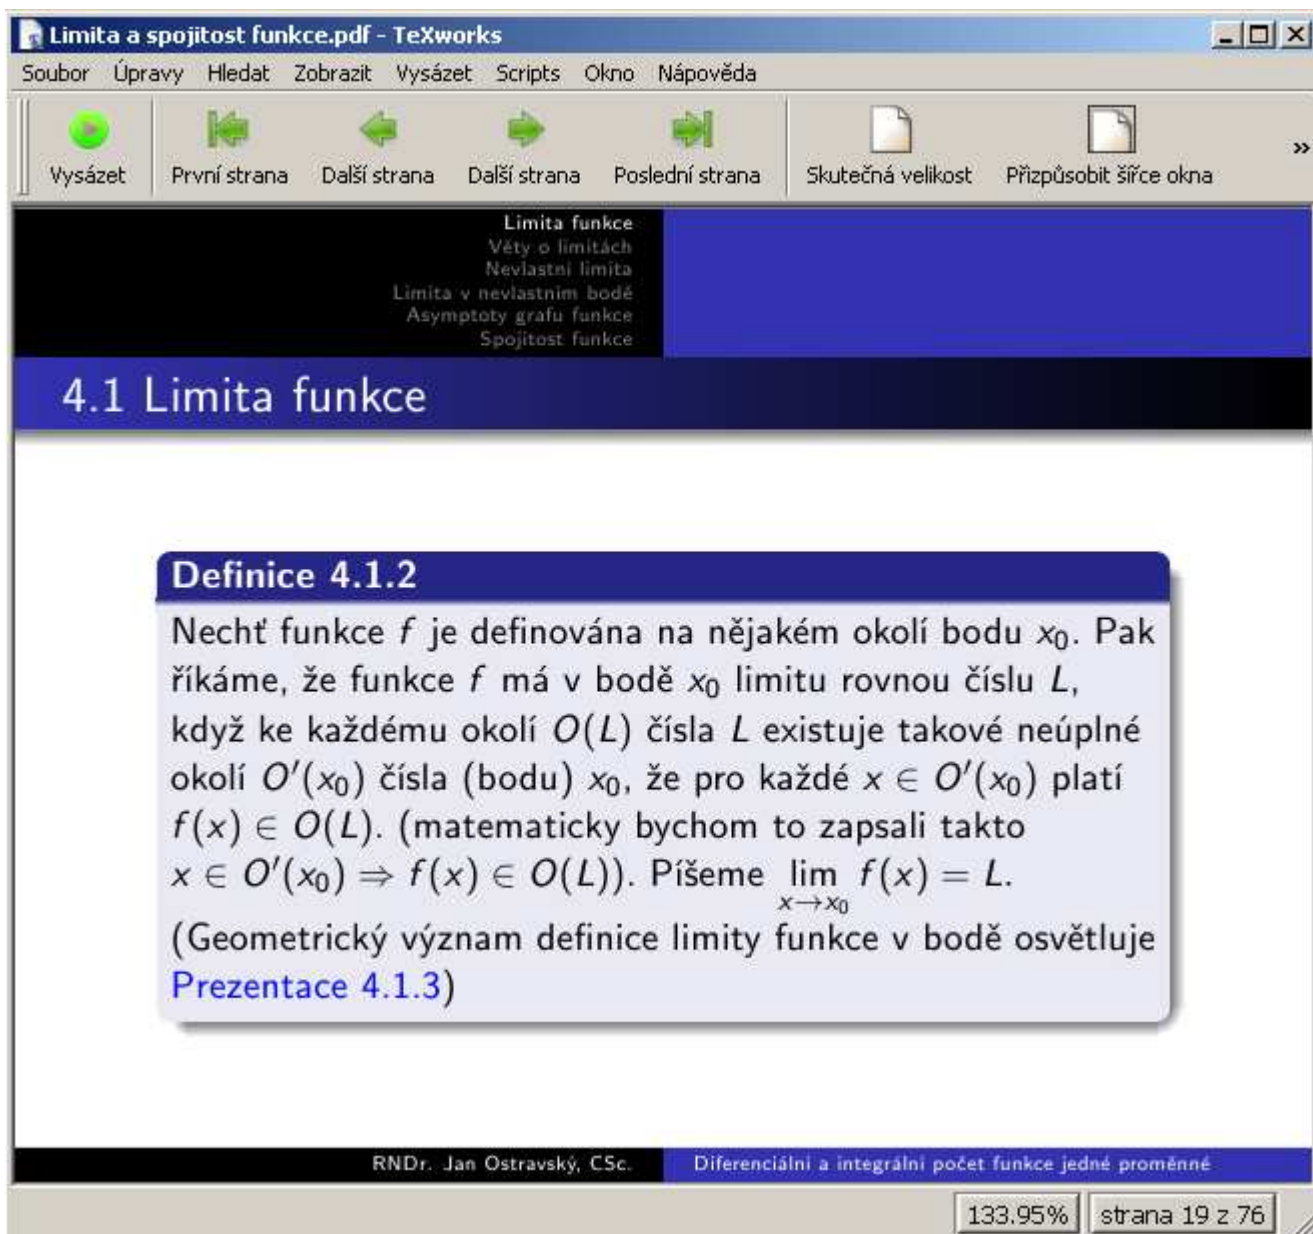 Limita a spojitost funkce.pdf - TeXworks
Soubor Úpravy Hledat Zobrazit Vysázet Scripts Okno Nápověda
Vysázet První strana Další strana Další strana Poslední strana Skutečná velikost Přizpůsobit šířce okna »
Limita funkce
Věty o limitách
Nevlastní limita
Limita v nevlastním bodě
Asymptoty grafu funkce
Spojitost funkce
4.1 Limita funkce
Definice 4.1.2
Nechť funkce f je definována na nějakém okolí bodu x₀. Pak
říkáme, že funkce f má v bodě x₀ limitu rovnou číslu L,
když ke každému okolí O(L) čísla L existuje takové neúplné
okolí O′(x₀) čísla (bodu) x₀, že pro každé x ∈ O′(x₀) platí
f(x) ∈ O(L). (matematicky bychom to zapsali takto
x ∈ O′(x₀) ⇒ f(x) ∈ O(L)). Píšeme lim x→x₀ f(x) = L.
(Geometrický význam definice limity funkce v bodě osvětluje
Prezentace 4.1.3)
RNDr. Jan Ostravský, CSc. Diferenciální a integrální počet funkce jedné proměnné
133.95% strana 19 z 76